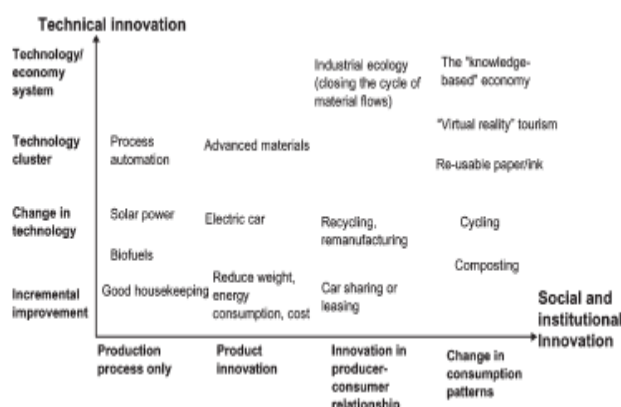 Technical innovation
Technology/
economy
system
Industrial ecology
(closing the cycle of
material flows)
The "knowledge-
based" economy
"Virtual reality" tourism
Technology
cluster
Process
automation
Advanced materials
Re-usable paper/ink
Change in
technology
Solar power
Electric car
Recycling,
remanufacturing
Cycling
Biofuels
Composting
Incremental
improvement
Good housekeeping
Reduce weight,
energy
consumption, cost
Car sharing or
leasing
Social and
institutional
Innovation
Production
process only
Product
innovation
Innovation in
producer-
consumer
relationship
Change in
consumption
patterns